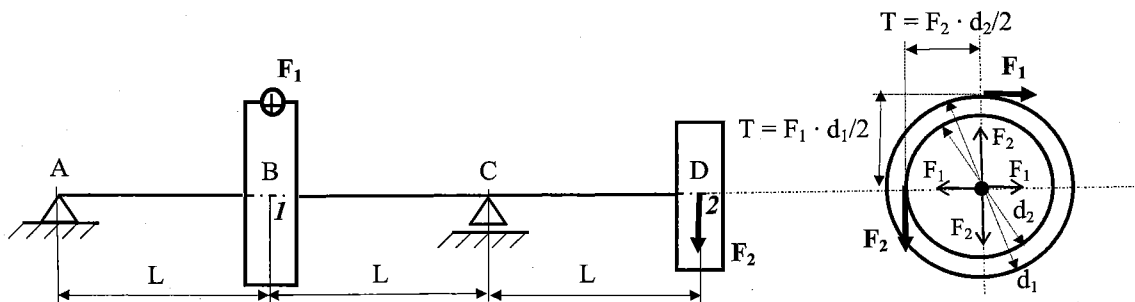 T = F₂ · d₂/2
F₁
F₁
T = F₁ · d₁/2
F₂
A
B
C
D
F₁
F₁
1
2
d₂
F₂
F₂
F₂
L
L
L
d₁